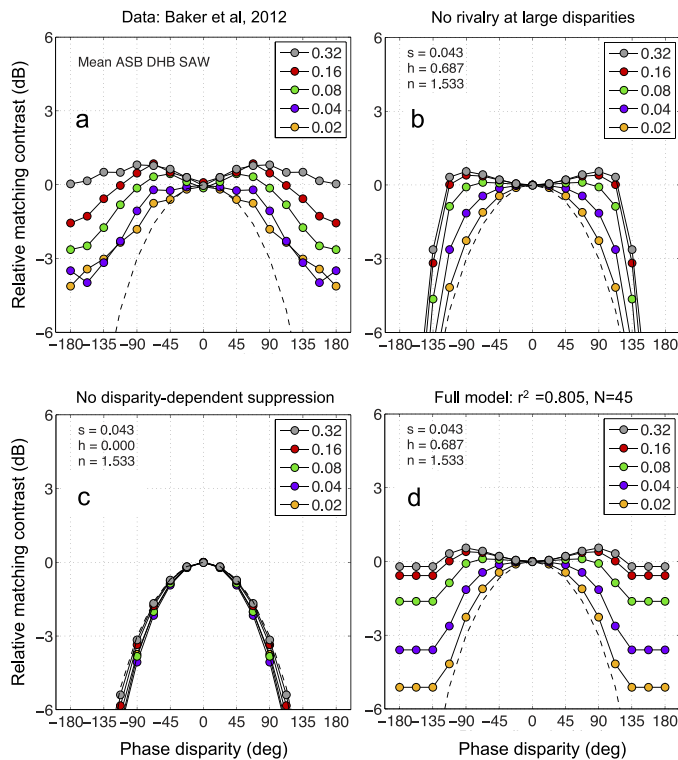 Data: Baker et al, 2012
No rivalry at large disparities
Relative matching contrast (dB)
6
3
0
−3
−6
Mean ASB DHB SAW
a
0.32
0.16
0.08
0.04
0.02
−180 −135 −90 −45 0 45 90 135 180
s = 0.043
h = 0.687
n = 1.533
b
0.32
0.16
0.08
0.04
0.02
6
3
0
−3
−6
−180 −135 −90 −45 0 45 90 135 180
No disparity-dependent suppression
Full model: r² =0.805, N=45
Relative matching contrast (dB)
6
3
0
−3
−6
s = 0.043
h = 0.000
n = 1.533
c
0.32
0.16
0.08
0.04
0.02
−180 −135 −90 −45 0 45 90 135 180
Phase disparity (deg)
s = 0.043
h = 0.687
n = 1.533
d
0.32
0.16
0.08
0.04
0.02
6
3
0
−3
−6
−180 −135 −90 −45 0 45 90 135 180
Phase disparity (deg)